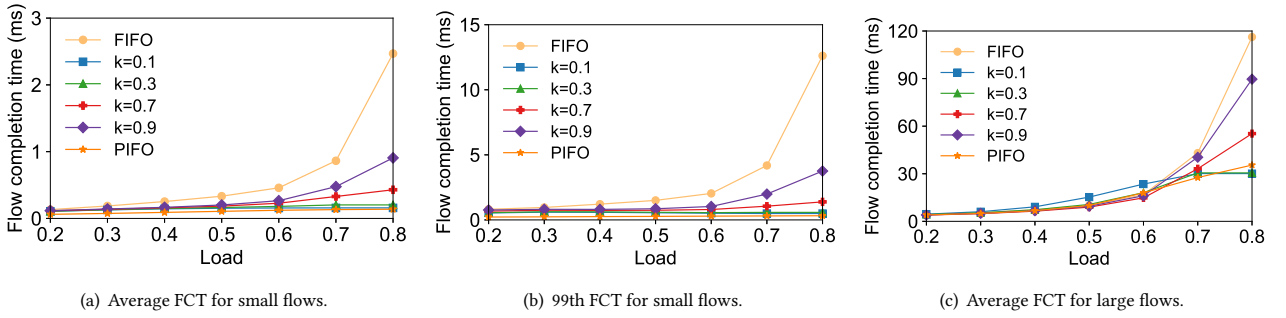 Flow completion time (ms)
3
2
1
0
FIFO
k=0.1
k=0.3
k=0.7
k=0.9
PIFO
0.2 0.3 0.4 0.5 0.6 0.7 0.8
Load
(a) Average FCT for small flows.
Flow completion time (ms)
15
10
5
0
FIFO
k=0.1
k=0.3
k=0.7
k=0.9
PIFO
0.2 0.3 0.4 0.5 0.6 0.7 0.8
Load
(b) 99th FCT for small flows.
Flow completion time (ms)
120
90
60
30
0
FIFO
k=0.1
k=0.3
k=0.7
k=0.9
PIFO
0.2 0.3 0.4 0.5 0.6 0.7 0.8
Load
(c) Average FCT for large flows.